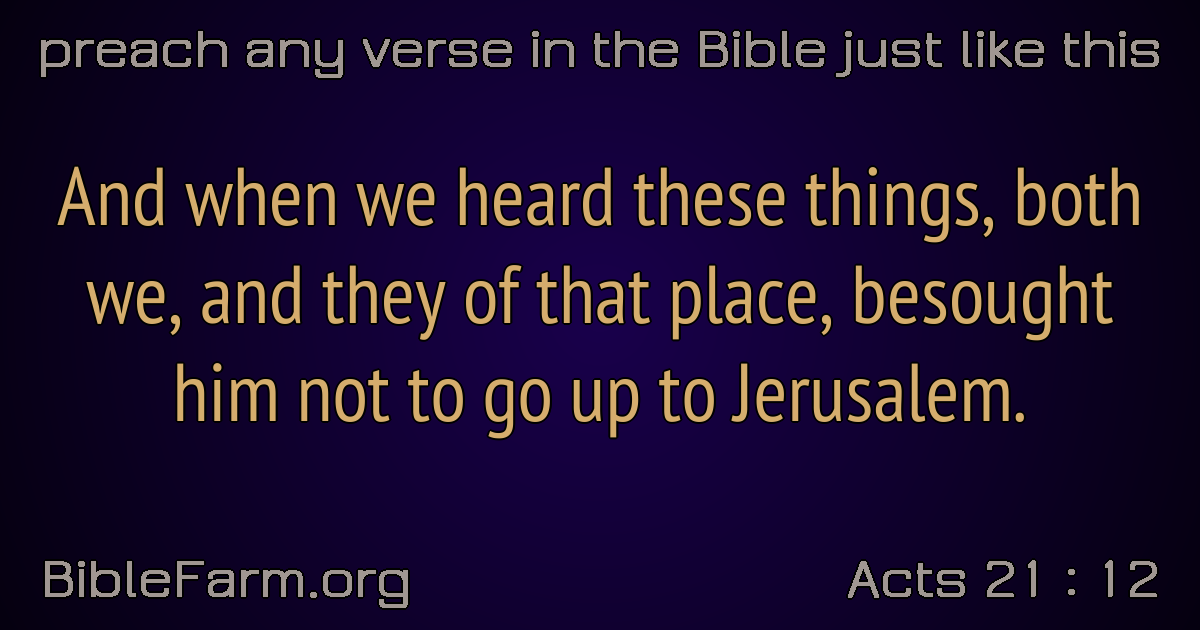 preach any verse in the Bible just like this
And when we heard these things, both
we, and they of that place, besought
him not to go up to Jerusalem.
BibleFarm.org
Acts 21 : 12